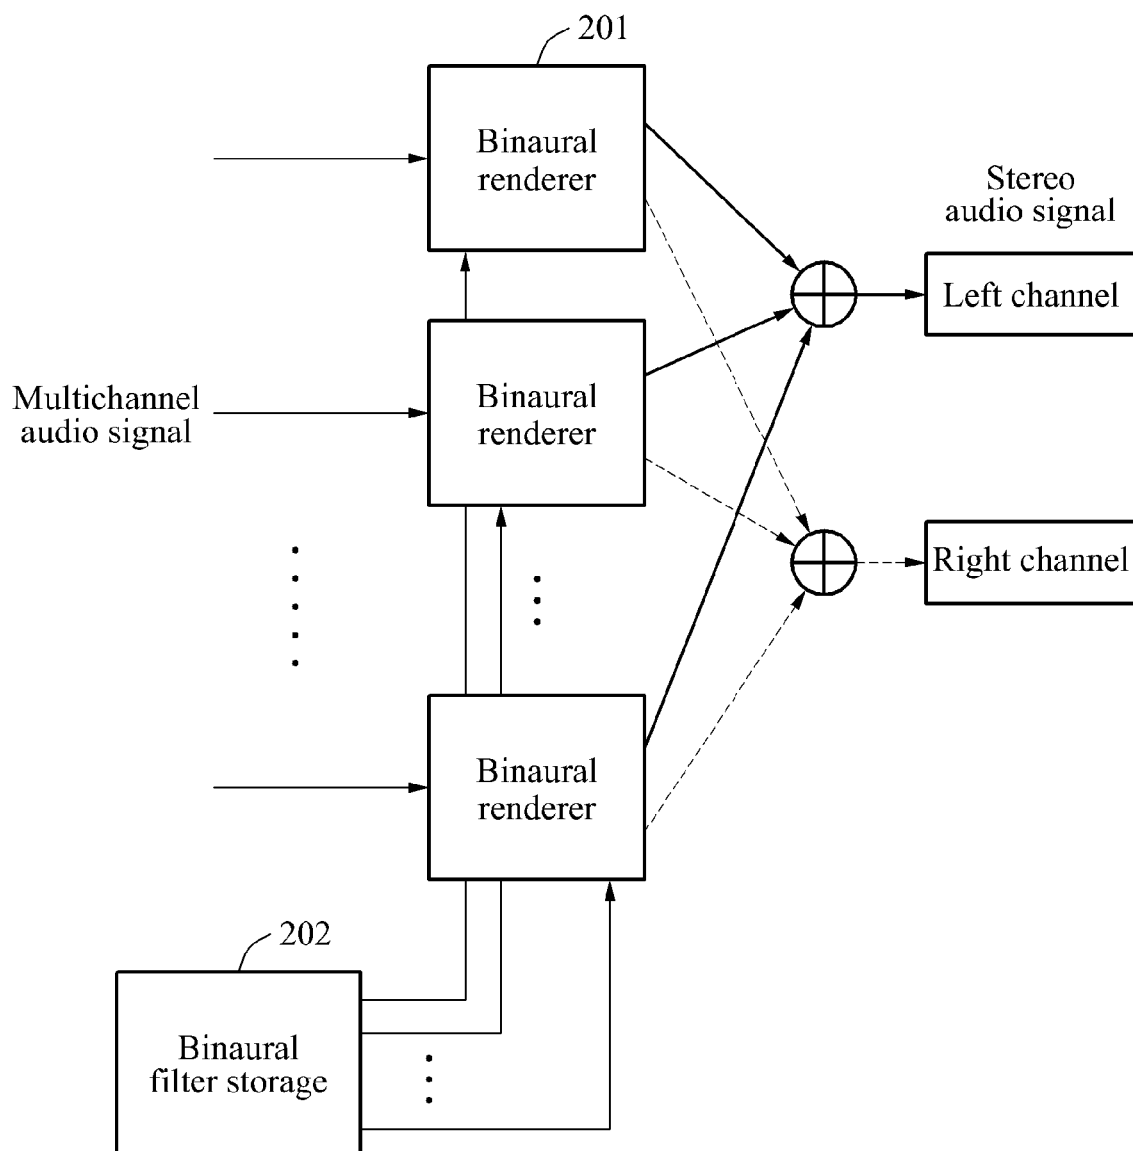 201
Binaural
renderer
Stereo
audio signal
Left channel
Multichannel
audio signal
Binaural
renderer
Right channel
Binaural
renderer
202
Binaural
filter storage